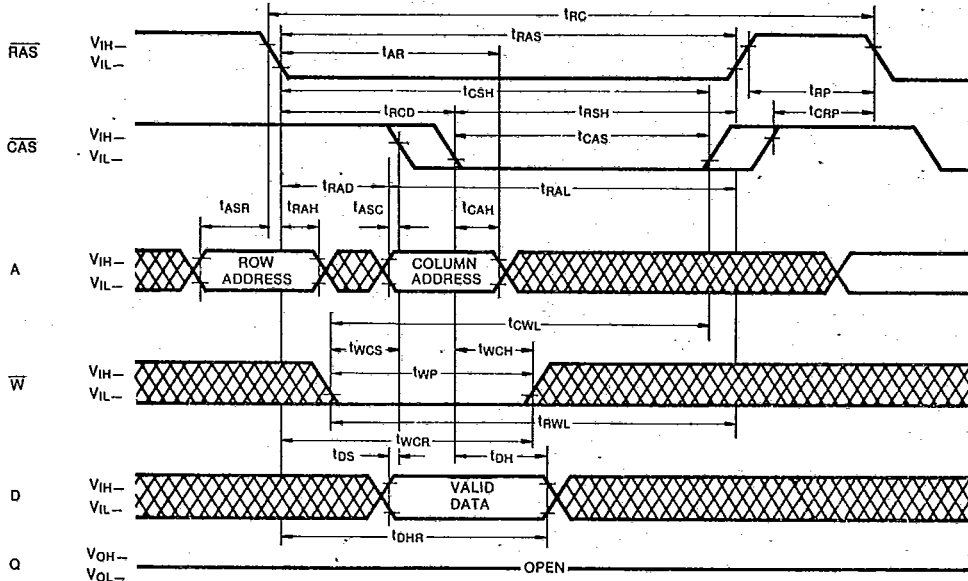 tRC
tRAS
tAR
RAS
VIH
VIL
tCSH
tRP
tRCD
tRSH
tCRP
CAS
VIH
VIL
tCAS
tRAD
tRAL
tASR
tRAH
tASC
tCAH
A
VIH
VIL
ROW
ADDRESS
COLUMN
ADDRESS
tCWL
tWCS
tWCH
W
VIH
VIL
tWP
tRWL
tWCR
tDS
tDH
D
VIH
VIL
VALID
DATA
tDHR
Q
VOH
VOL
OPEN